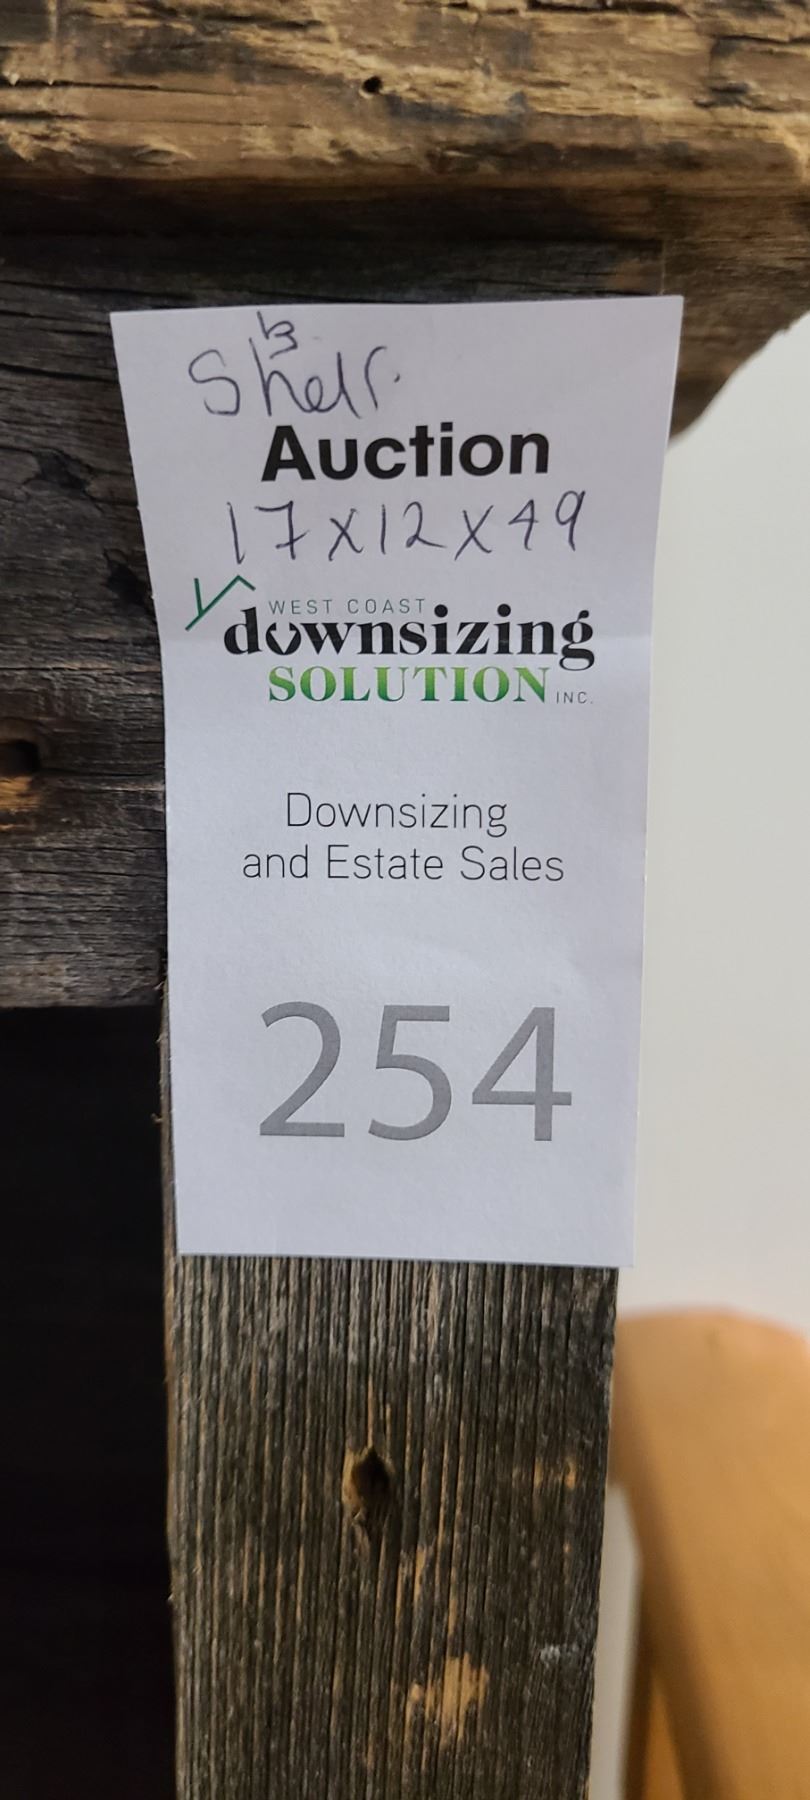 Shelf.
Auction
17x12x49
WEST COAST
downsizing
SOLUTION INC.
Downsizing
and Estate Sales
254